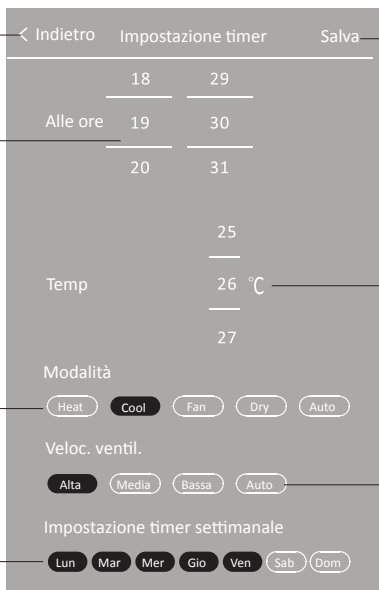 < Indietro Impostazione timer Salva
18 29
Alle ore 19 30
20 31
25
Temp 26 °C
27
Modalità
Heat Cool Fan Dry Auto
Veloc. ventil.
Alta Media Bassa Auto
Impostazione timer settimanale
Lun Mar Mer Gio Ven Sab Dom